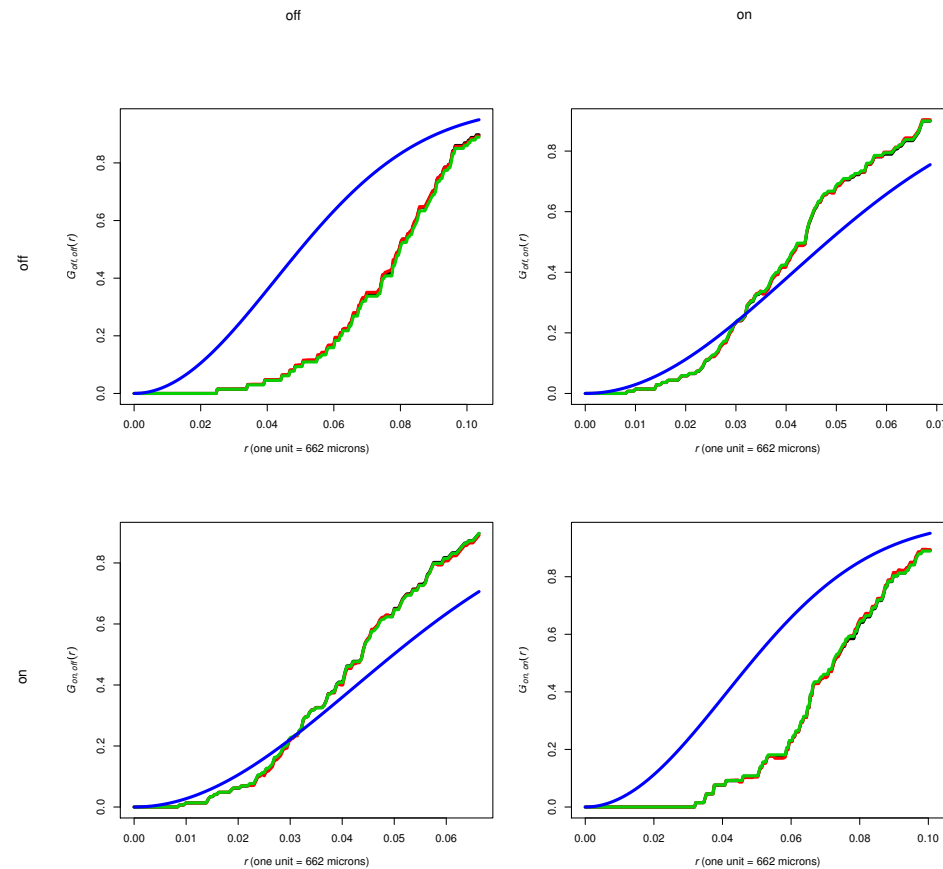 off
on
off
on
G off, off (r)
0.0 0.2 0.4 0.6 0.8
0.00 0.02 0.04 0.06 0.08 0.10
r (one unit = 662 microns)
G off, on (r)
0.0 0.2 0.4 0.6 0.8
0.00 0.01 0.02 0.03 0.04 0.05 0.06 0.07
r (one unit = 662 microns)
G on, off (r)
0.0 0.2 0.4 0.6 0.8
0.00 0.01 0.02 0.03 0.04 0.05 0.06
r (one unit = 662 microns)
G on, on (r)
0.0 0.2 0.4 0.6 0.8
0.00 0.02 0.04 0.06 0.08 0.10
r (one unit = 662 microns)